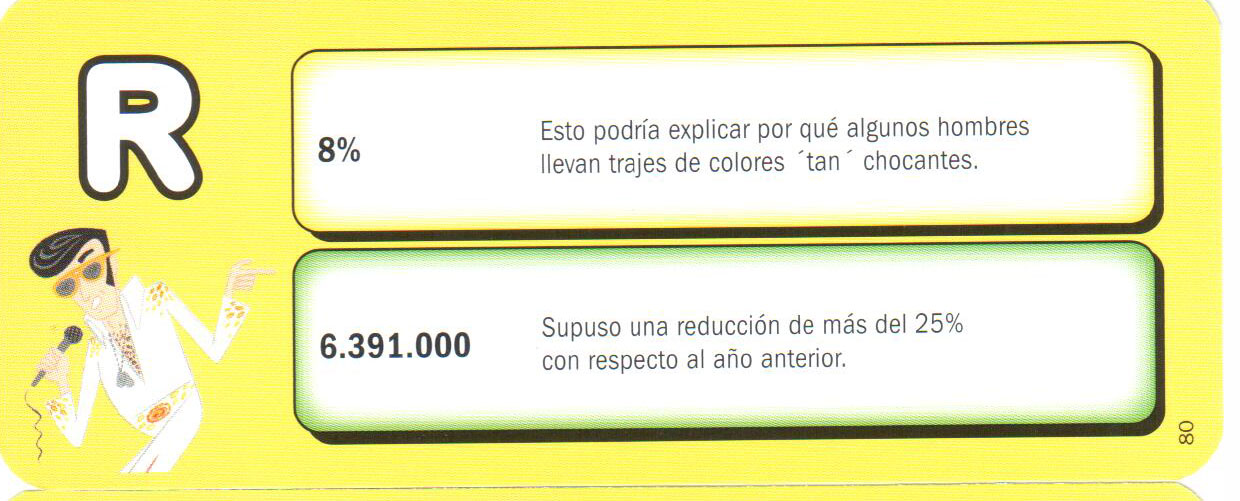 R
8%
Esto podría explicar por qué algunos hombres
llevan trajes de colores ´tan´ chocantes.
6.391.000
Supuso una reducción de más del 25%
con respecto al año anterior.
80